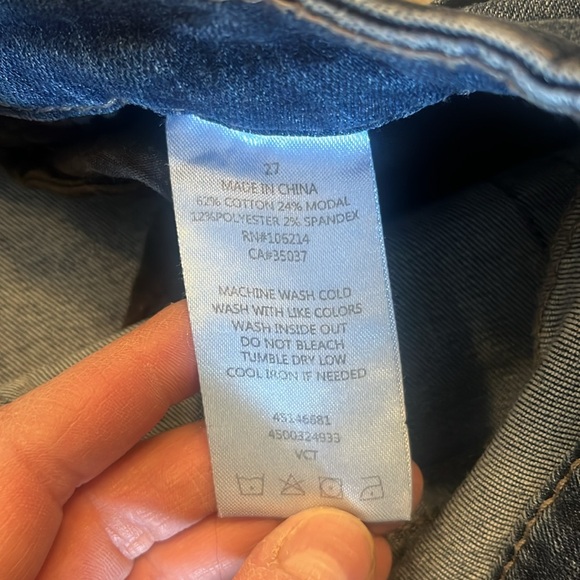 27
MADE IN CHINA
62% COTTON 24% MODAL
12%POLYESTER 2% SPANDEX
RN#106214
CA#35037
MACHINE WASH COLD
WASH WITH LIKE COLORS
WASH INSIDE OUT
DO NOT BLEACH
TUMBLE DRY LOW
COOL IRON IF NEEDED
45146681
4500324933
VCT